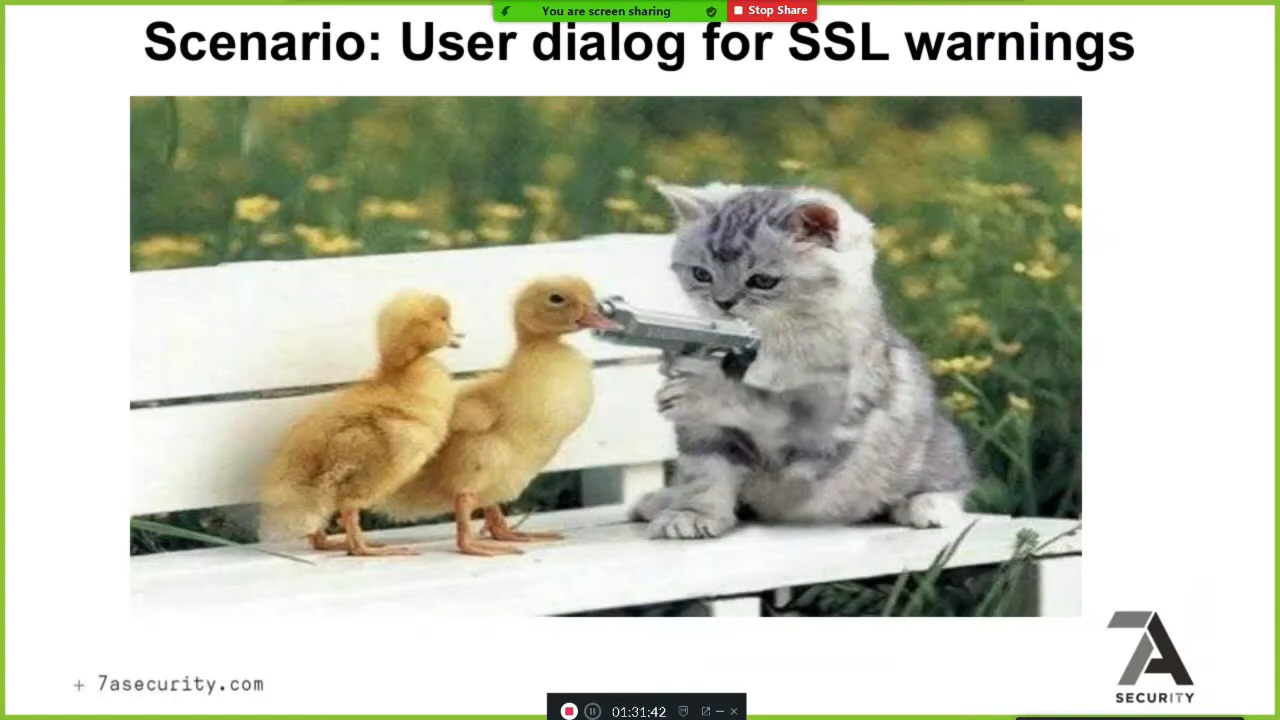 You are screen sharing
Stop Share
Scenario: User dialog for SSL warnings
+ 7asecurity.com
7A
SECURITY
01:31:42